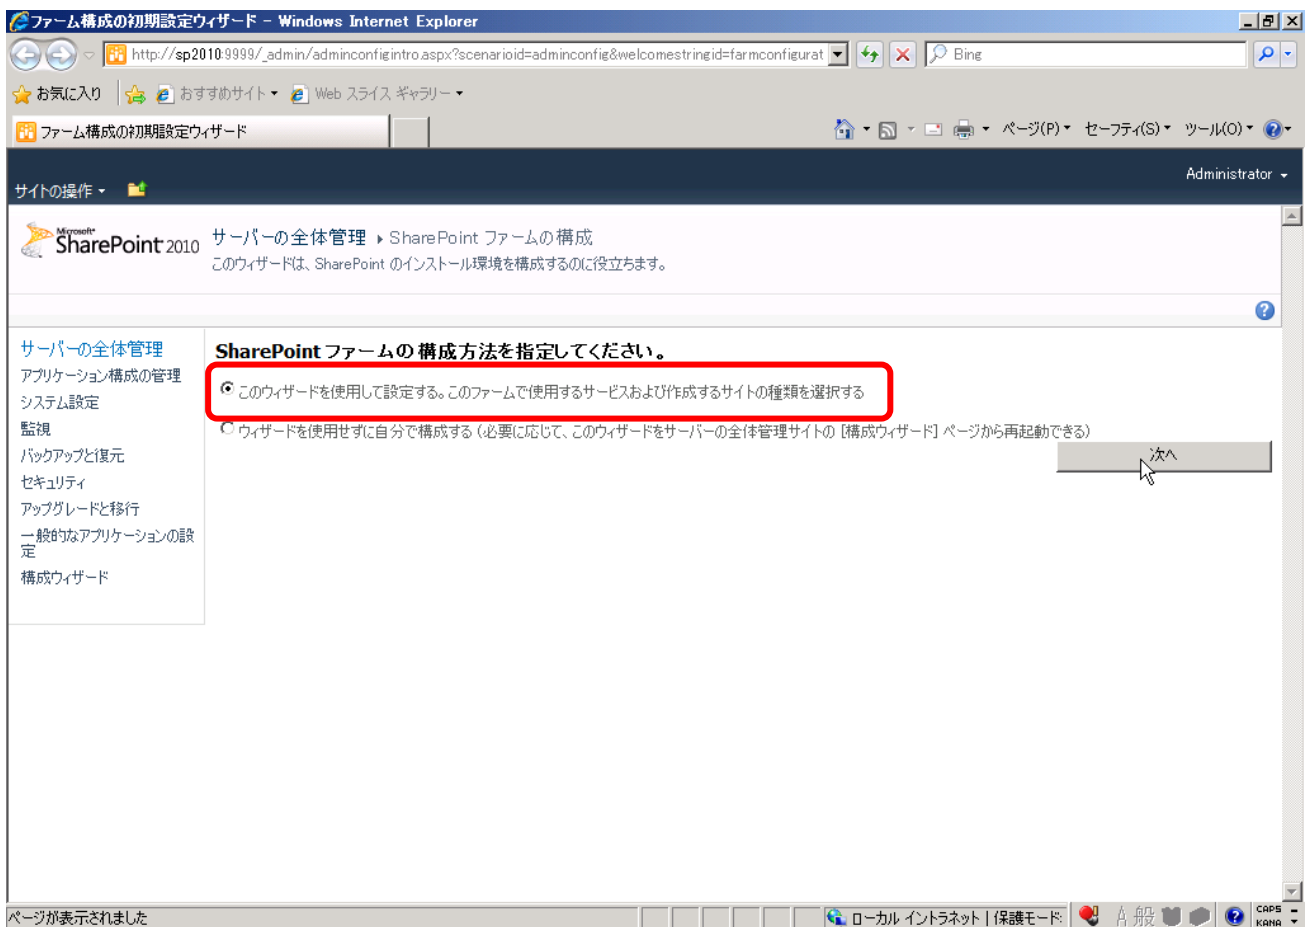 ファーム構成の初期設定ウィザード - Windows Internet Explorer
http://sp2010:9999/_admin/adminconfigintro.aspx?scenarioid=adminconfig&welcomestringid=farmconfigurat
Bing
お気に入り
おすすめサイト
Web スライス ギャラリー
ファーム構成の初期設定ウィザード
ページ(P)
セーフティ(S)
ツール(O)
Administrator
サイトの操作
Microsoft
SharePoint 2010
サーバーの全体管理 ▸ SharePoint ファームの構成
このウィザードは、SharePoint のインストール環境を構成するのに役立ちます。
サーバーの全体管理
アプリケーション構成の管理
システム設定
監視
バックアップと復元
セキュリティ
アップグレードと移行
一般的なアプリケーションの設
定
構成ウィザード
SharePoint ファームの構成方法を指定してください。
このウィザードを使用して設定する。このファームで使用するサービスおよび作成するサイトの種類を選択する
ウィザードを使用せずに自分で構成する (必要に応じて、このウィザードをサーバーの全体管理サイトの [構成ウィザード] ページから再起動できる)
次へ
ページが表示されました
ローカル イントラネット | 保護モード:
A 般
CAPS
KANA